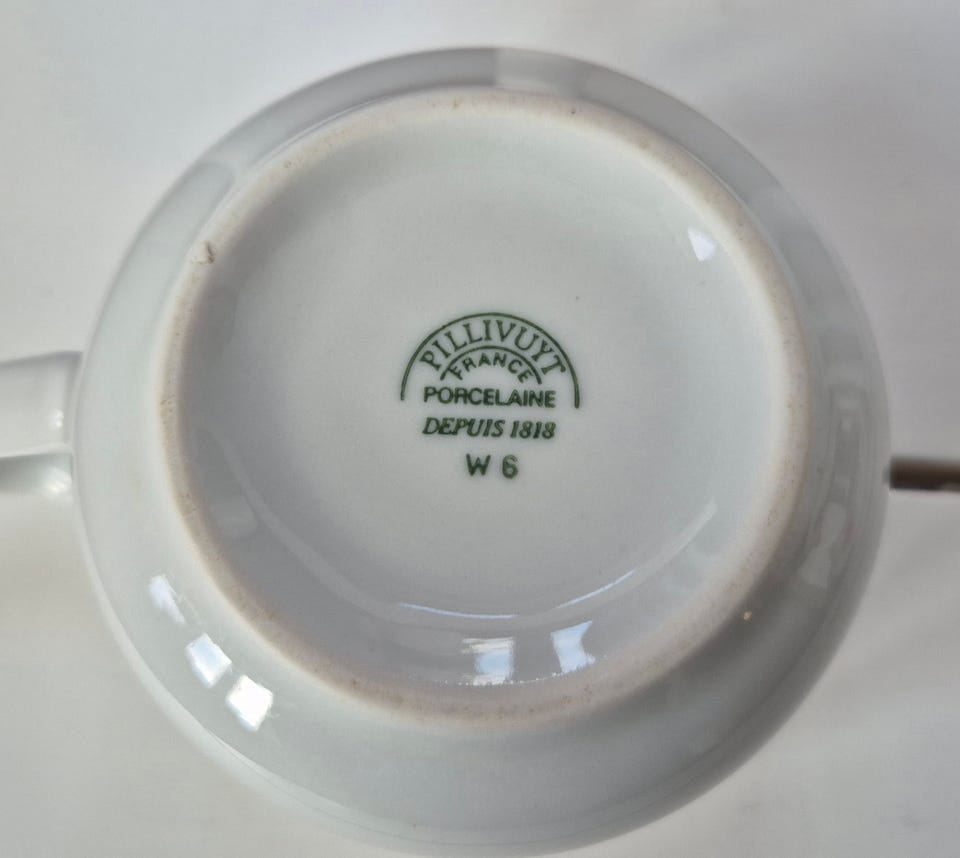 PILLIVUYT
FRANCE
PORCELAINE
DEPUIS 1818
W 6